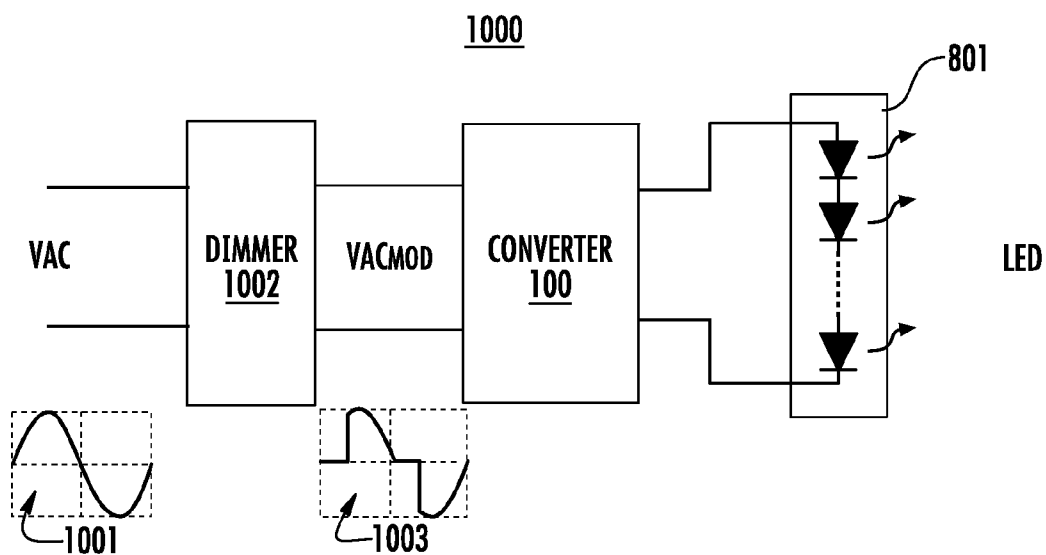 1000
801
VAC
DIMMER
1002
VACMOD
CONVERTER
100
LED
1001
1003